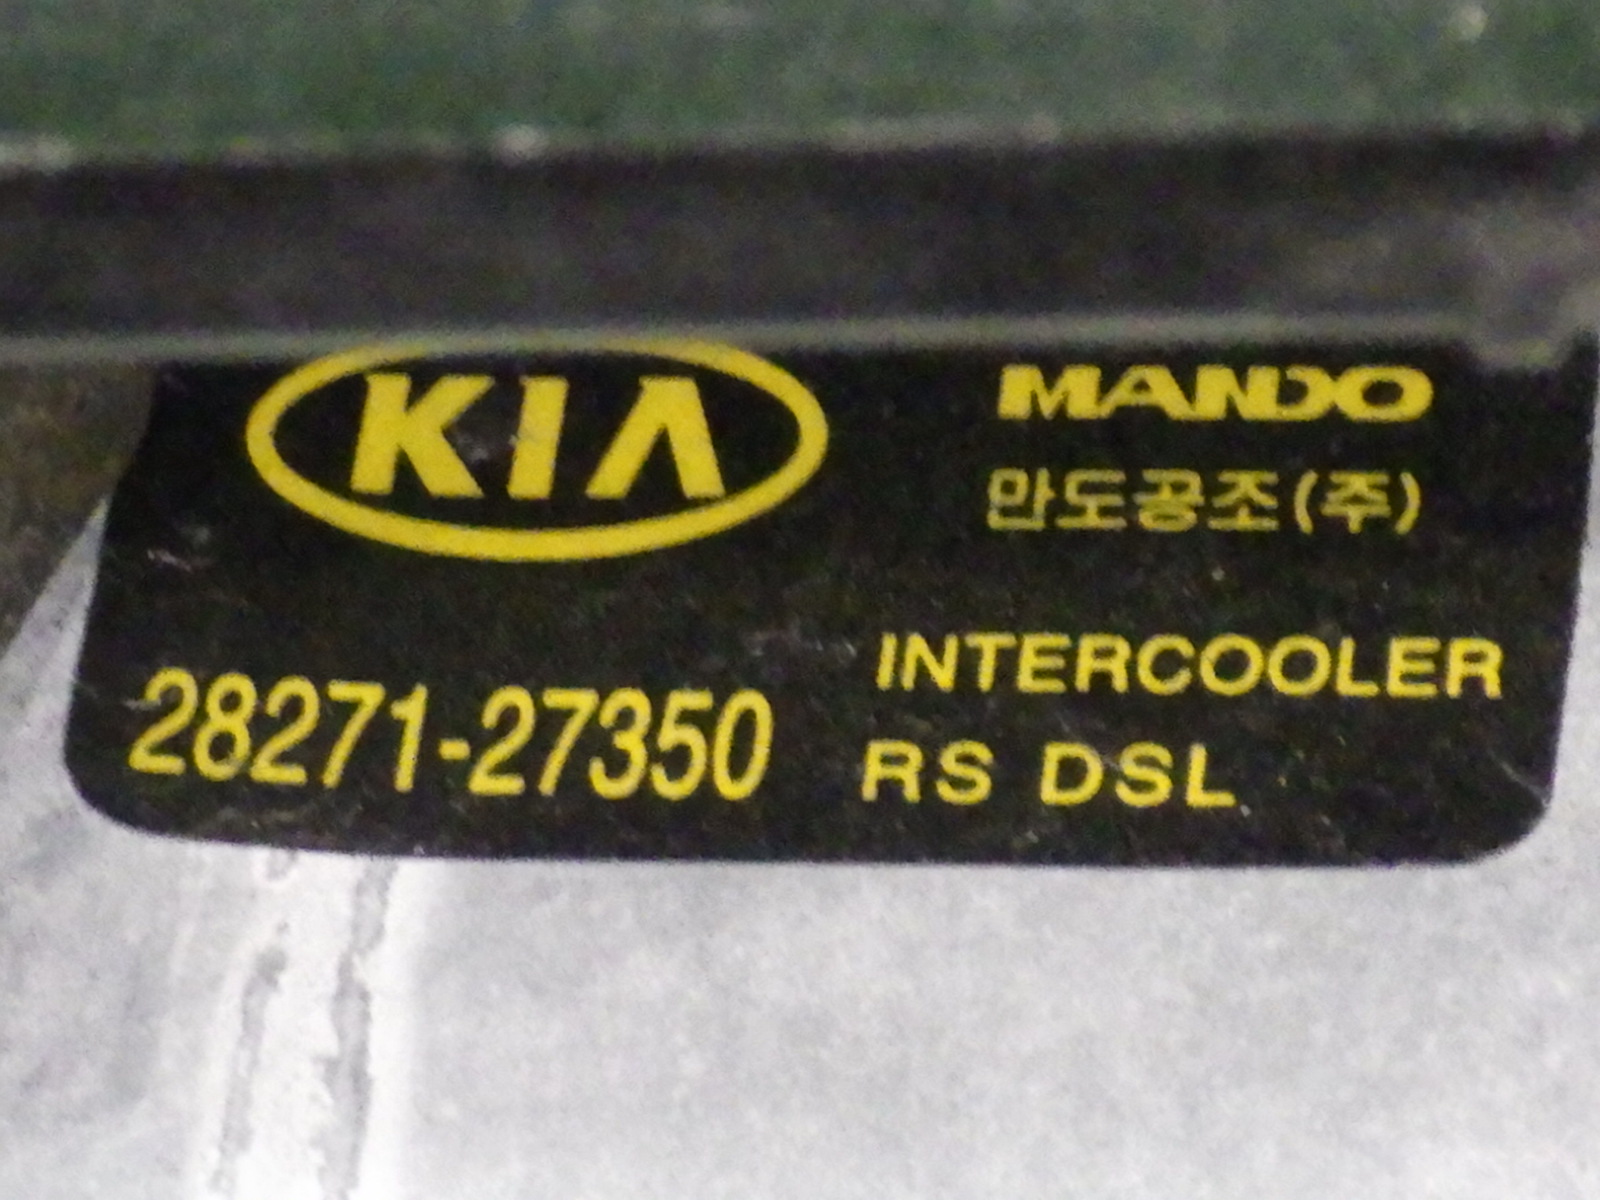 KIA
MANDO
만도공조(주)
INTERCOOLER
28271-27350
RS DSL